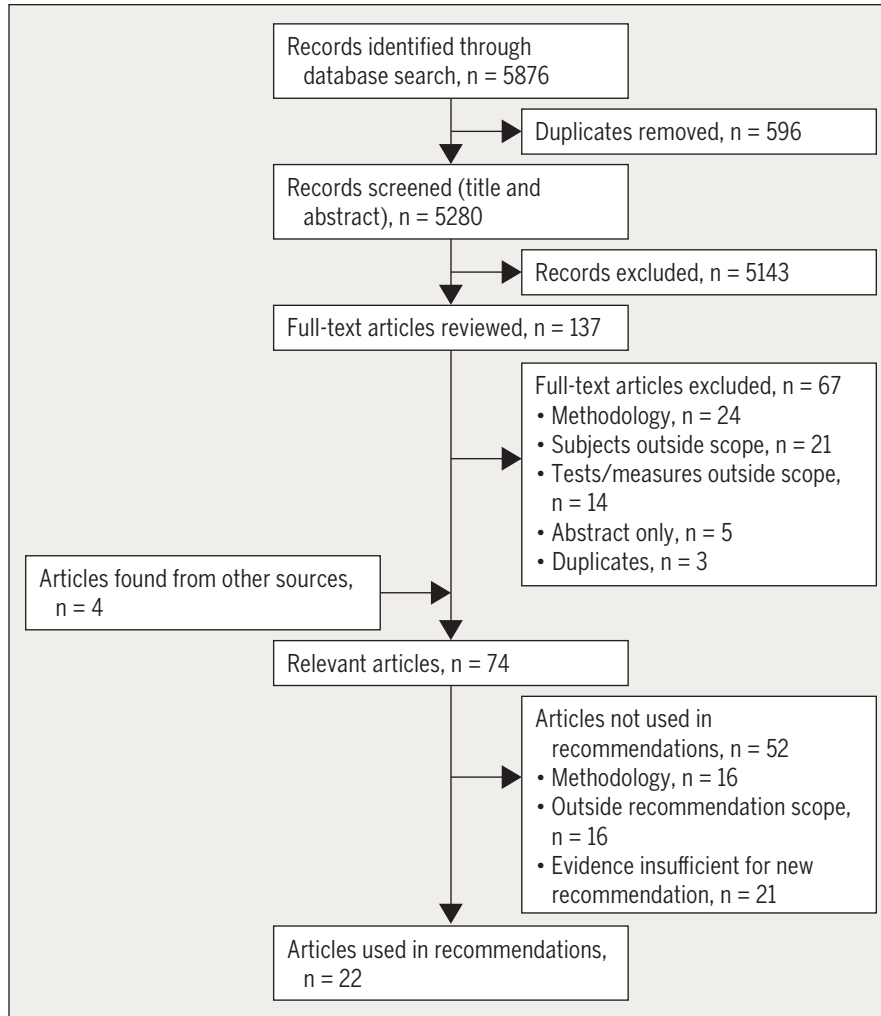 Records identified through
database search, n = 5876
Duplicates removed, n = 596
Records screened (title and
abstract), n = 5280
Records excluded, n = 5143
Full-text articles reviewed, n = 137
Full-text articles excluded, n = 67
• Methodology, n = 24
• Subjects outside scope, n = 21
• Tests/measures outside scope,
n = 14
• Abstract only, n = 5
• Duplicates, n = 3
Articles found from other sources,
n = 4
Relevant articles, n = 74
Articles not used in
recommendations, n = 52
• Methodology, n = 16
• Outside recommendation scope,
n = 16
• Evidence insufficient for new
recommendation, n = 21
Articles used in recommendations,
n = 22